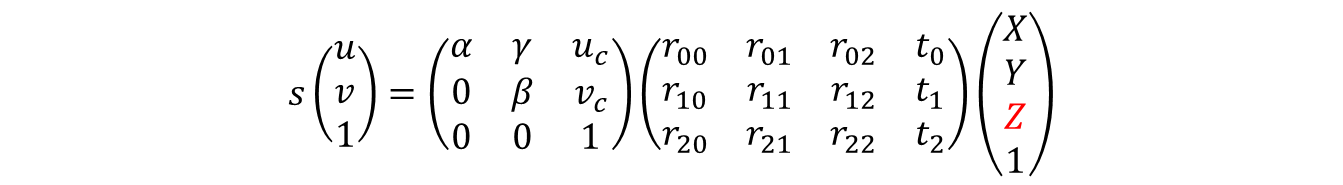 s (u v 1) = (α γ u_c 0 β v_c 0 0 1) (r_00 r_01 r_02 t_0 r_10 r_11 r_12 t_1 r_20 r_21 r_22 t_2) (X Y Z 1)